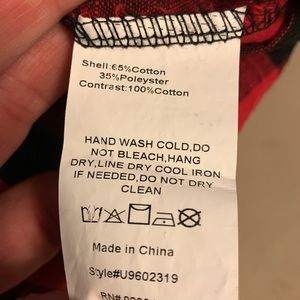 Shell:65%Cotton
35%Poleyster
Contrast:100%Cotton
HAND WASH COLD,DO
NOT BLEACH,HANG
DRY,LINE DRY COOL IRON
IF NEEDED,DO NOT DRY
CLEAN
Made in China
Style#U9602319